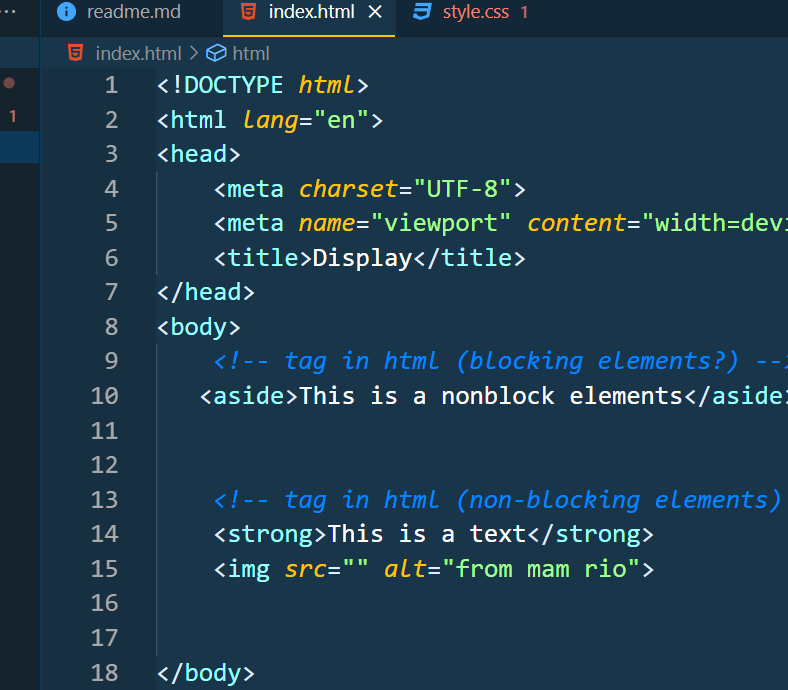 readme.md index.html style.css 1
index.html > html
1 <!DOCTYPE html>
1
2 <html lang="en">
3 <head>
4 <meta charset="UTF-8">
5 <meta name="viewport" content="width=devi
6 <title>Display</title>
7 </head>
8 <body>
9 <!-- tag in html (blocking elements?) --
10 <aside>This is a nonblock elements</aside>
11
12
13 <!-- tag in html (non-blocking elements)
14 <strong>This is a text</strong>
15 <img src="" alt="from mam rio">
16
17
18 </body>